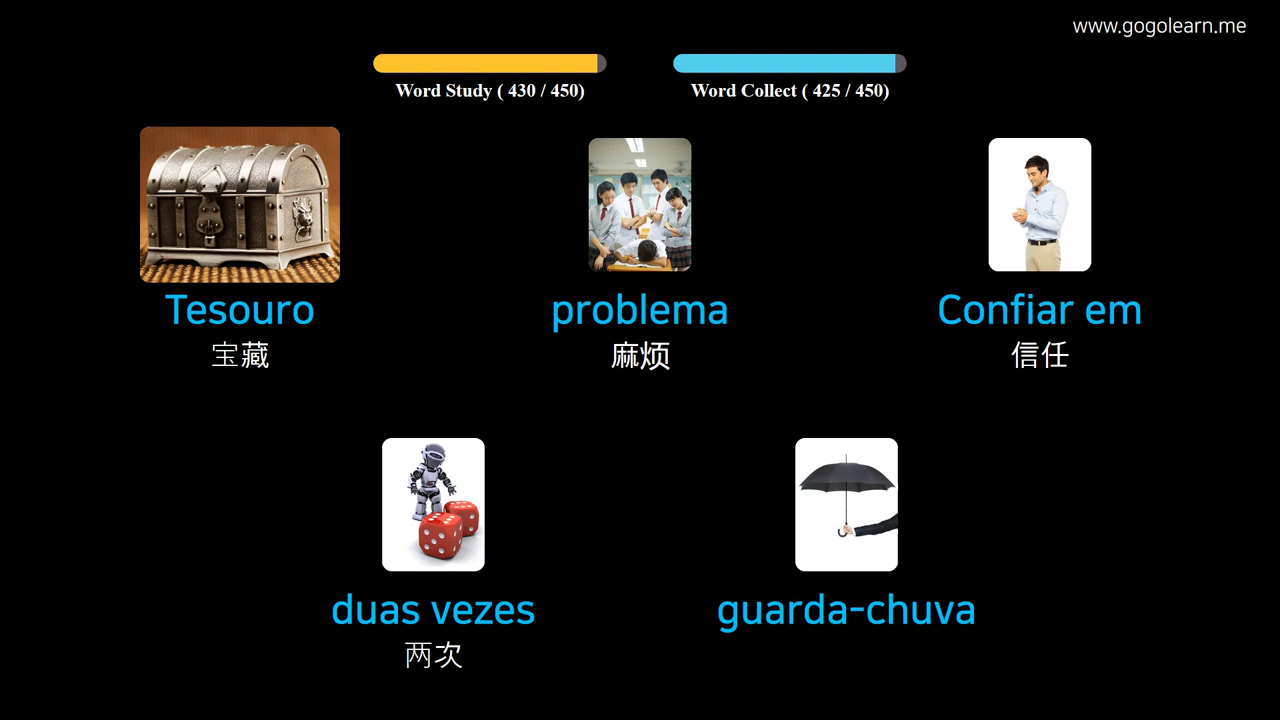 www.gogolearn.me
Word Study ( 430 / 450)
Word Collect ( 425 / 450)
Tesouro
宝藏
problema
麻烦
Confiar em
信任
duas vezes
两次
guarda-chuva